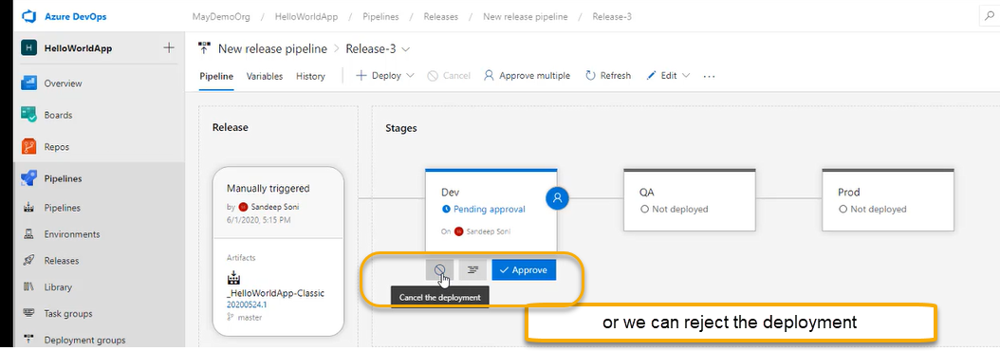 Azure DevOps
MayDemoOrg / HelloWorldApp / Pipelines / Releases / New release pipeline / Release-3
H HelloWorldApp
New release pipeline > Release-3
Pipeline Variables History Deploy Cancel Approve multiple Refresh Edit ...
Overview
Boards
Repos
Pipelines
Pipelines
Environments
Releases
Library
Task groups
Deployment groups
Release
Manually triggered
by Sandeep Soni
6/1/2020, 5:15 PM
Artifacts
_HelloWorldApp-Classic
20200524.1
master
Stages
Dev
Pending approval
On Sandeep Soni
Approve
Cancel the deployment
QA
Not deployed
Prod
Not deployed
or we can reject the deployment